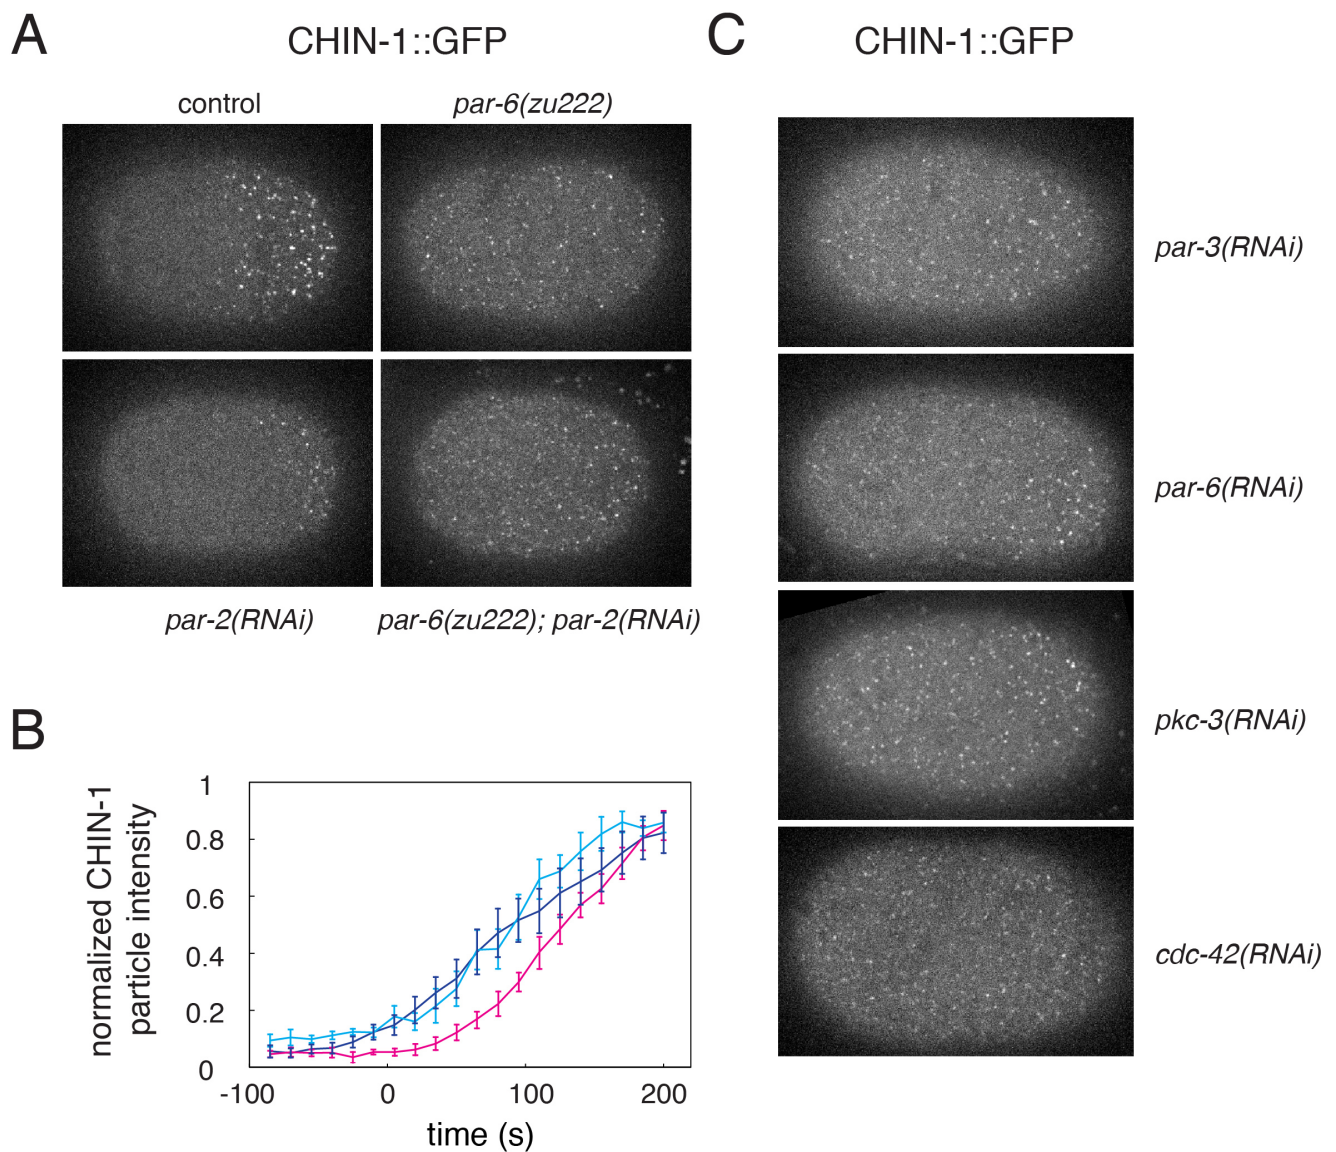 A
CHIN-1::GFP
control
par-6(zu222)
par-2(RNAi)
par-6(zu222); par-2(RNAi)
B
normalized CHIN-1
particle intensity
1
0.8
0.6
0.4
0.2
0
-100
0
100
200
time (s)
C
CHIN-1::GFP
par-3(RNAi)
par-6(RNAi)
pkc-3(RNAi)
cdc-42(RNAi)